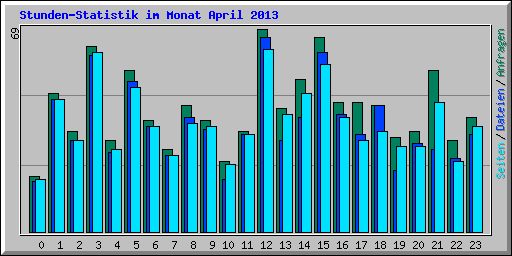 Stunden-Statistik im Monat April 2013
69
Seiten/Dateien/Anfragen
0 1 2 3 4 5 6 7 8 9 10 11 12 13 14 15 16 17 18 19 20 21 22 23